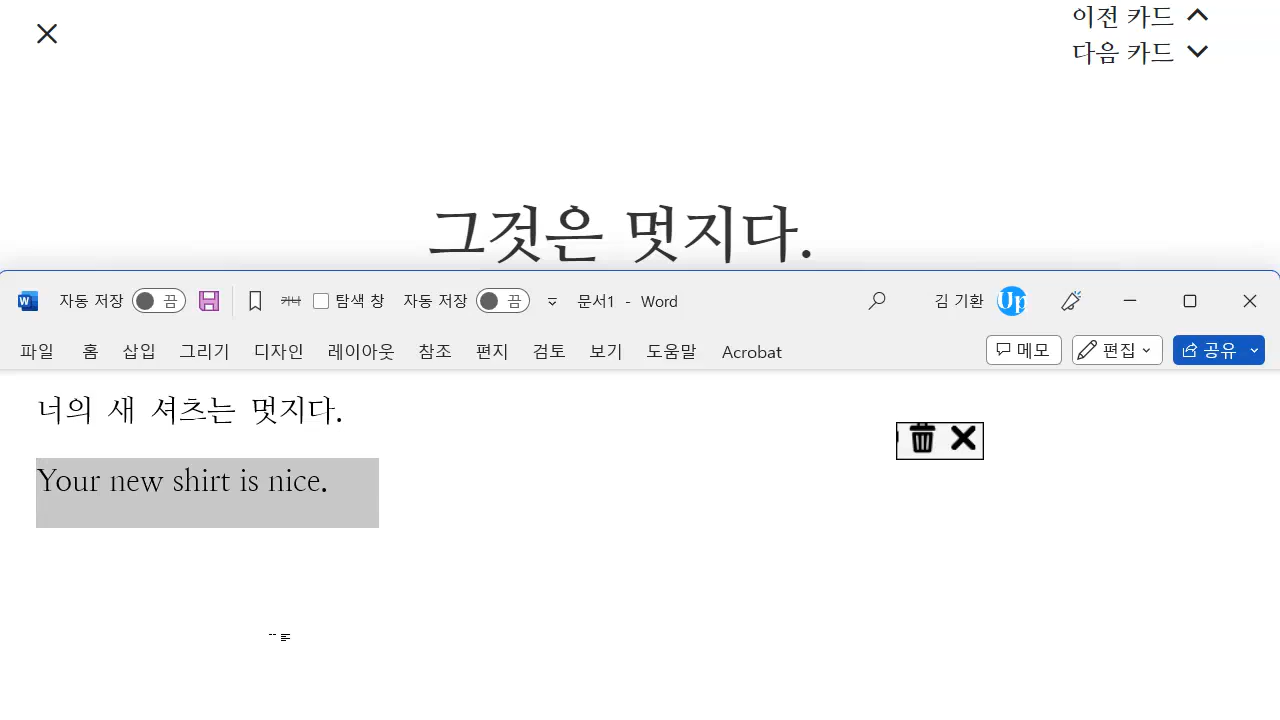 이전 카드
다음 카드
그것은 멋지다.
자동 저장 끔 가나 탐색 창 자동 저장 끔 문서1 - Word 김 기환 Up
파일 홈 삽입 그리기 디자인 레이아웃 참조 편지 검토 보기 도움말 Acrobat 메모 편집 공유
너의 새 셔츠는 멋지다.
Your new shirt is nice.